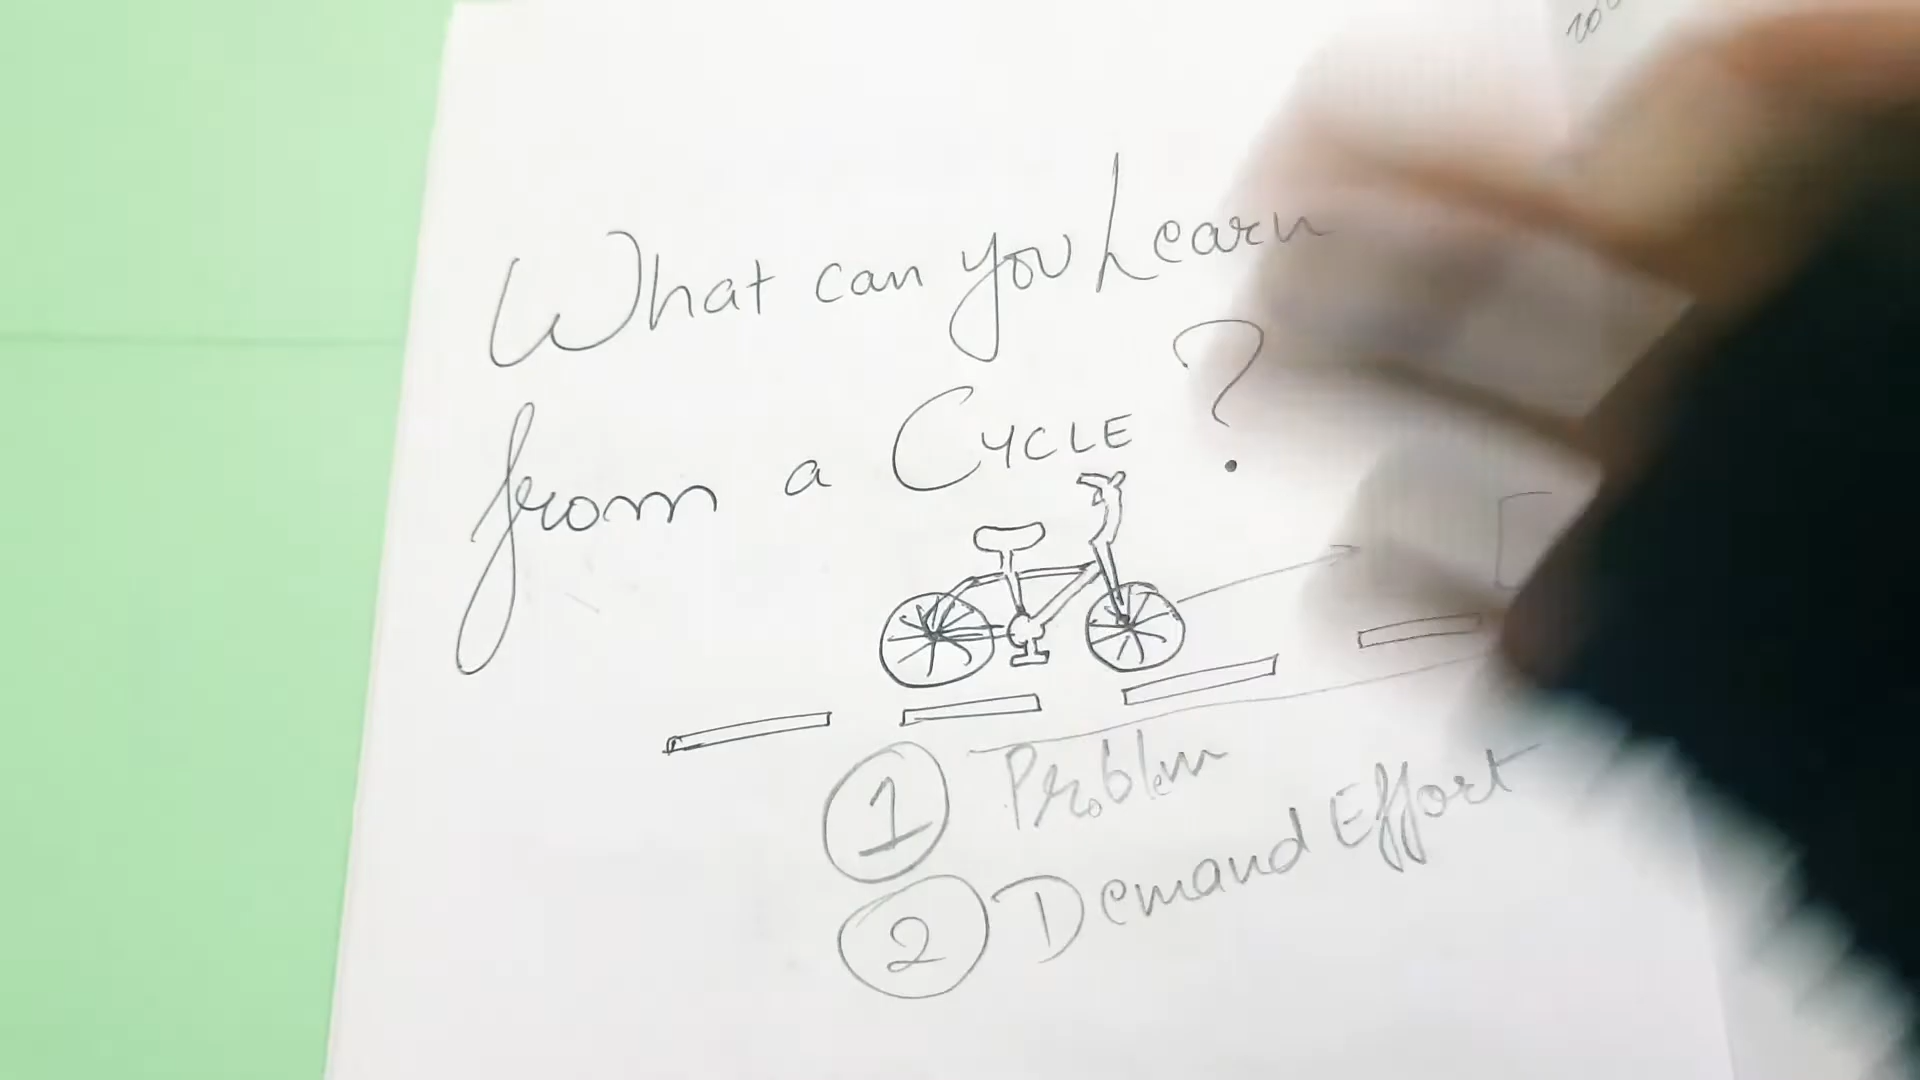 What can you Learn
from a CYCLE ?
1 Problem
2 Demand Effort